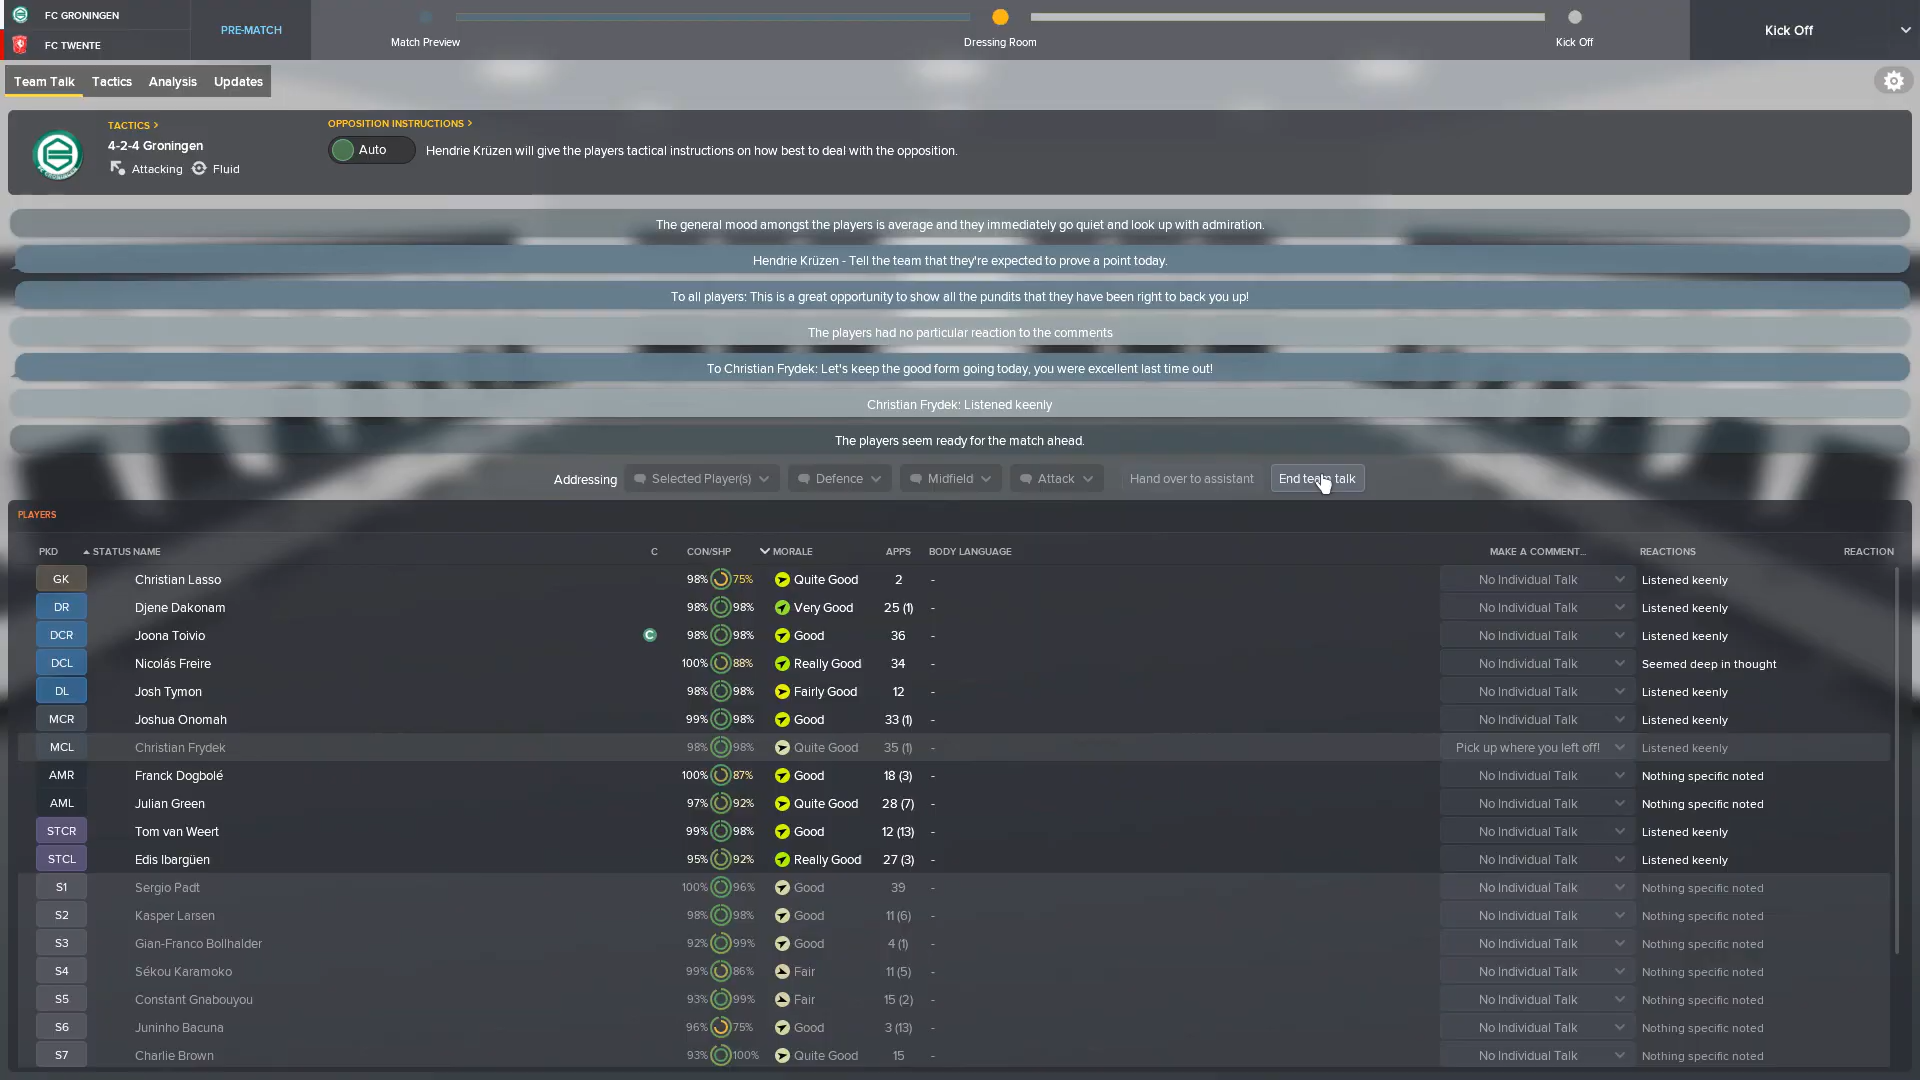 FC GRONINGEN
FC TWENTE
PRE-MATCH
Match Preview
Dressing Room
Kick Off
Kick Off
Team Talk Tactics Analysis Updates
TACTICS >
4-2-4 Groningen
Attacking Fluid
OPPOSITION INSTRUCTIONS >
Auto Hendrie Krüzen will give the players tactical instructions on how best to deal with the opposition.
The general mood amongst the players is average and they immediately go quiet and look up with admiration.
Hendrie Krüzen - Tell the team that they're expected to prove a point today.
To all players: This is a great opportunity to show all the pundits that they have been right to back you up!
The players had no particular reaction to the comments
To Christian Frydek: Let's keep the good form going today, you were excellent last time out!
Christian Frydek: Listened keenly
The players seem ready for the match ahead.
Addressing Selected Player(s) Defence Midfield Attack Hand over to assistant End team talk
PLAYERS
PKD STATUS NAME C CON/SHP MORALE APPS BODY LANGUAGE MAKE A COMMENT... REACTIONS REACTION
GK Christian Lasso 98% 75% Quite Good 2 - No Individual Talk Listened keenly
DR Djene Dakonam 98% 98% Very Good 25 (1) - No Individual Talk Listened keenly
DCR Joona Toivio C 98% 98% Good 36 - No Individual Talk Listened keenly
DCL Nicolás Freire 100% 88% Really Good 34 - No Individual Talk Seemed deep in thought
DL Josh Tymon 98% 98% Fairly Good 12 - No Individual Talk Listened keenly
MCR Joshua Onomah 99% 98% Good 33 (1) - No Individual Talk Listened keenly
MCL Christian Frydek 98% 98% Quite Good 35 (1) - Pick up where you left off! Listened keenly
AMR Franck Dogbolé 100% 87% Good 18 (3) - No Individual Talk Nothing specific noted
AML Julian Green 97% 92% Quite Good 28 (7) - No Individual Talk Nothing specific noted
STCR Tom van Weert 99% 98% Good 12 (13) - No Individual Talk Listened keenly
STCL Edis Ibargüen 95% 92% Really Good 27 (3) - No Individual Talk Listened keenly
S1 Sergio Padt 100% 96% Good 39 - No Individual Talk Nothing specific noted
S2 Kasper Larsen 98% 98% Good 11 (6) - No Individual Talk Nothing specific noted
S3 Gian-Franco Bollhalder 92% 99% Good 4 (1) - No Individual Talk Nothing specific noted
S4 Sékou Karamoko 99% 86% Fair 11 (5) - No Individual Talk Nothing specific noted
S5 Constant Gnabouyou 93% 99% Fair 15 (2) - No Individual Talk Nothing specific noted
S6 Juninho Bacuna 96% 75% Good 3 (13) - No Individual Talk Nothing specific noted
S7 Charlie Brown 93% 100% Quite Good 15 - No Individual Talk Nothing specific noted